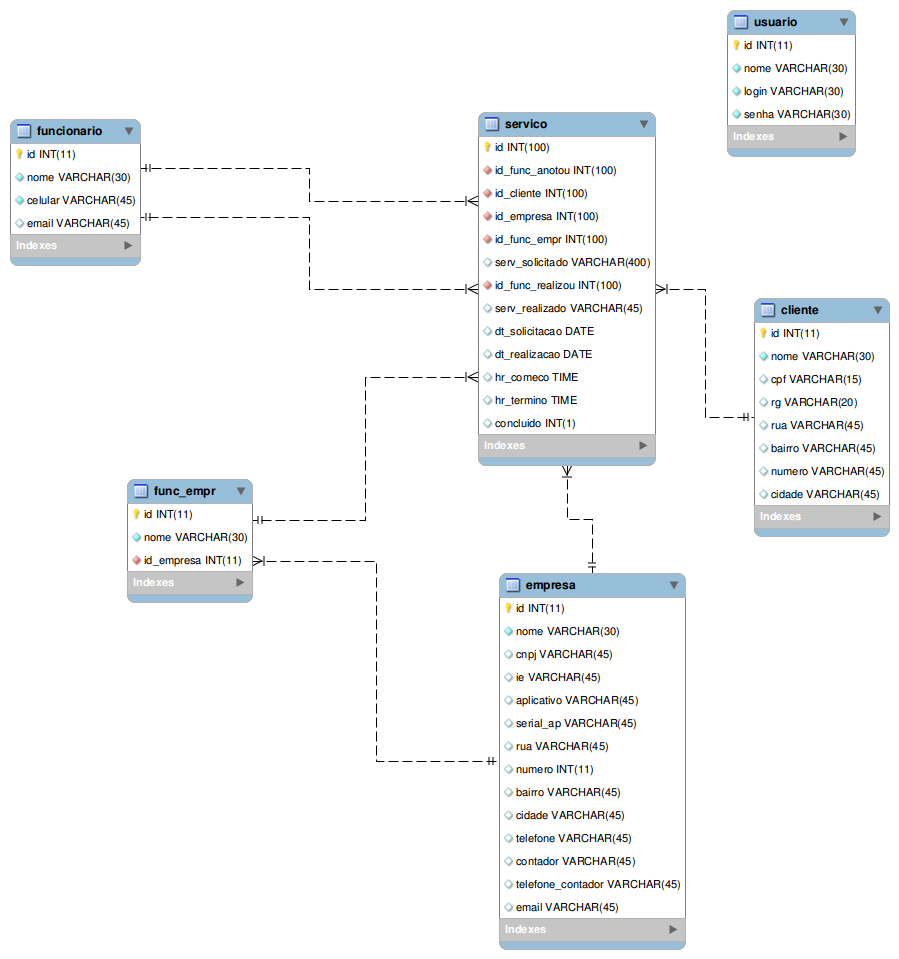 usuario
id INT(11)
nome VARCHAR(30)
login VARCHAR(30)
senha VARCHAR(30)
Indexes
funcionario
id INT(11)
nome VARCHAR(30)
celular VARCHAR(45)
email VARCHAR(45)
Indexes
servico
id INT(100)
id_func_anotou INT(100)
id_cliente INT(100)
id_empresa INT(100)
id_func_empr INT(100)
serv_solicitado VARCHAR(400)
id_func_realizou INT(100)
serv_realizado VARCHAR(45)
dt_solicitacao DATE
dt_realizacao DATE
hr_comeco TIME
hr_termino TIME
concluido INT(1)
Indexes
cliente
id INT(11)
nome VARCHAR(30)
cpf VARCHAR(15)
rg VARCHAR(20)
rua VARCHAR(45)
bairro VARCHAR(45)
numero VARCHAR(45)
cidade VARCHAR(45)
Indexes
func_empr
id INT(11)
nome VARCHAR(30)
id_empresa INT(11)
Indexes
empresa
id INT(11)
nome VARCHAR(30)
cnpj VARCHAR(45)
ie VARCHAR(45)
aplicativo VARCHAR(45)
serial_ap VARCHAR(45)
rua VARCHAR(45)
numero INT(11)
bairro VARCHAR(45)
cidade VARCHAR(45)
telefone VARCHAR(45)
contador VARCHAR(45)
telefone_contador VARCHAR(45)
email VARCHAR(45)
Indexes